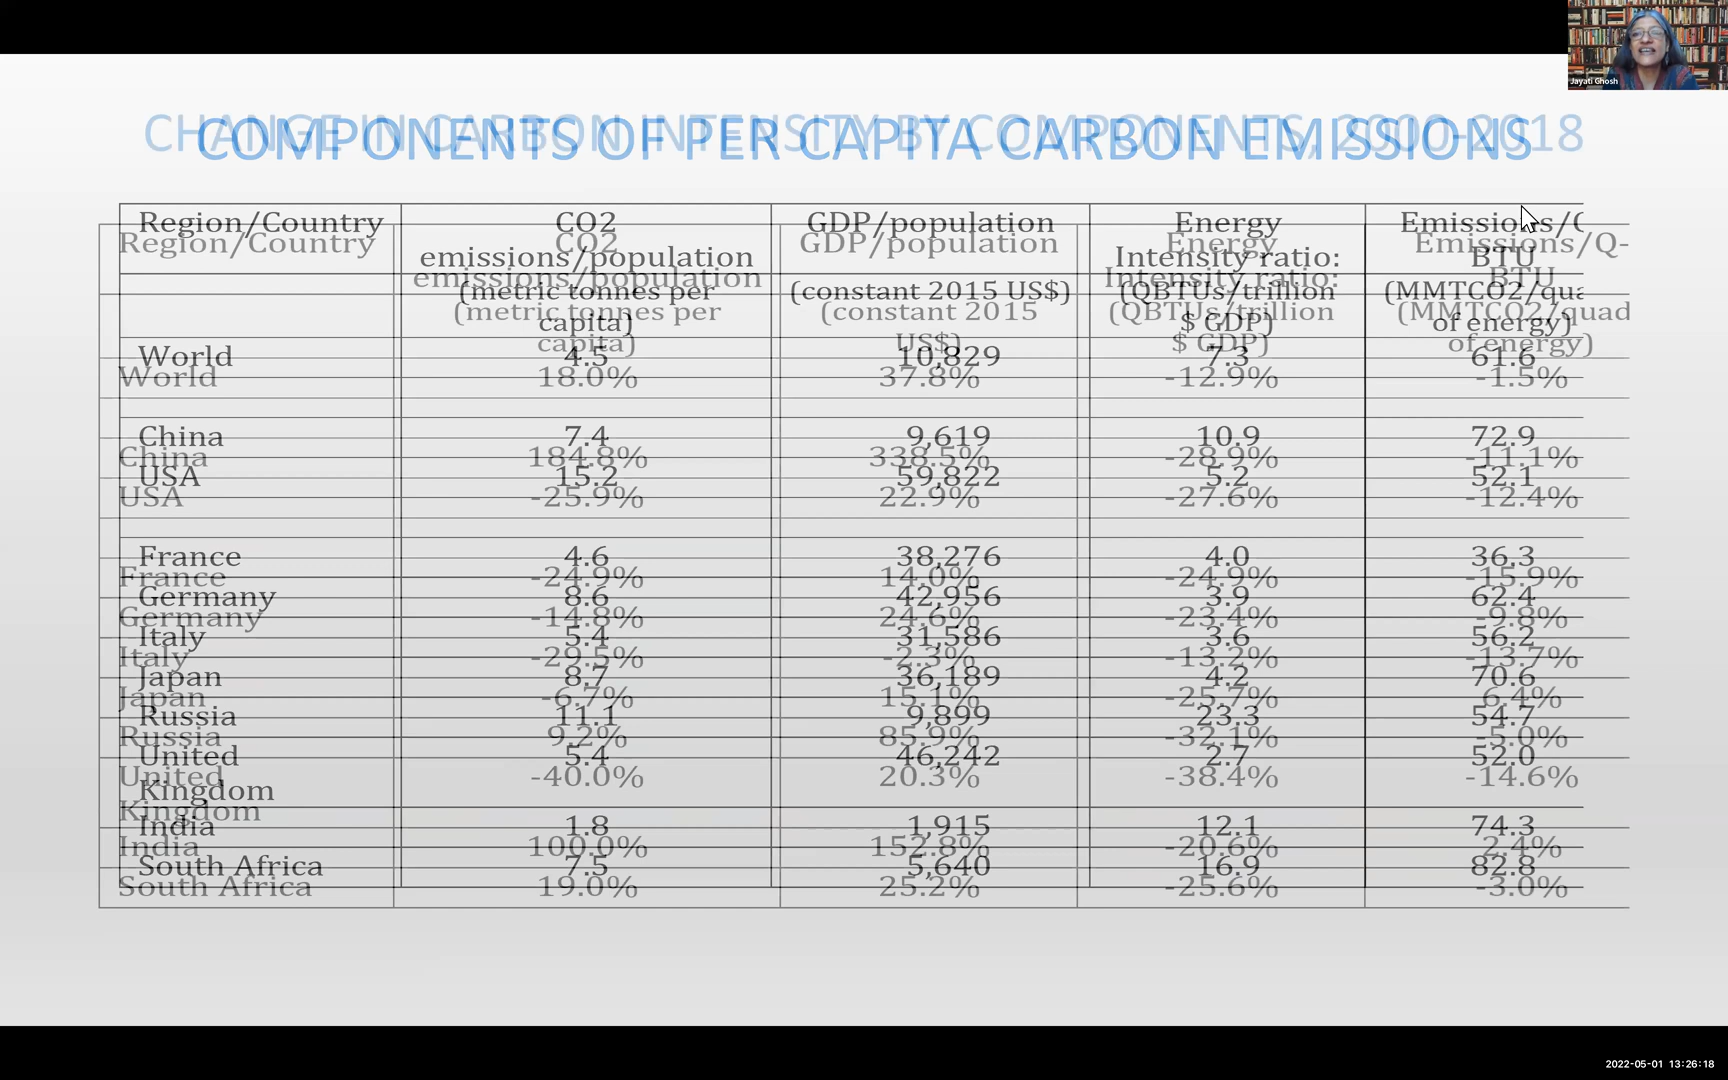 Jayati Ghosh
CHANGE IN CARBON INTENSITY BY COMPONENTS, 2000-2018
COMPONENTS OF PER CAPITA CARBON EMISSIONS
Region/Country CO2 GDP/population Energy Emissions/Q
emissions/population Intensity ratio: BTU
(metric tonnes per (constant 2015 US$) (QBTUs/trillion (MMTCO2/qua
capita) $ GDP) of energy)
World 4.5 10,829 7.3 61.6
China 7.4 9,619 10.9 72.9
USA 15.2 59,822 5.2 52.1
France 4.6 38,276 4.0 36.3
Germany 8.6 42,956 3.9 62.4
Italy 5.4 31,586 3.6 56.2
Japan 8.7 36,189 4.2 70.6
Russia 11.1 9,899 23.3 54.7
United 5.4 46,242 2.7 52.0
Kingdom
India 1.8 1,915 12.1 74.3
South Africa 7.5 5,640 16.9 82.8
Region/Country CO2 GDP/population Energy Emissions/Q-
emissions/population Intensity ratio: BTU
(metric tonnes per (constant 2015 (QBTUs/trillion (MMTCO2/quad
capita) US$) $ GDP) of energy)
World 18.0% 37.8% -12.9% -1.5%
China 184.8% 338.5% -28.9% -11.1%
USA -25.9% 22.9% -27.6% -12.4%
France -24.9% 14.0% -24.9% -15.9%
Germany -14.8% 24.6% -23.4% -9.8%
Italy -29.5% -2.3% -13.2% -13.7%
Japan -6.7% 15.1% -25.7% 6.4%
Russia 9.2% 85.9% -32.1% -5.0%
United -40.0% 20.3% -38.4% -14.6%
Kingdom
India 100.0% 152.8% -20.6% 2.4%
South Africa 19.0% 25.2% -25.6% -3.0%
2022-05-01 13:26:18